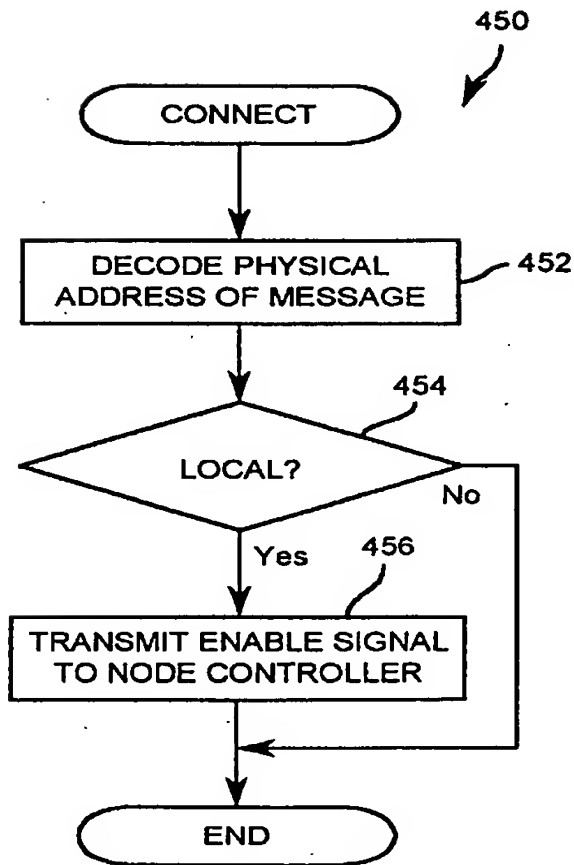 450
CONNECT
DECODE PHYSICAL
ADDRESS OF MESSAGE
452
454
LOCAL?
No
Yes
456
TRANSMIT ENABLE SIGNAL
TO NODE CONTROLLER
END